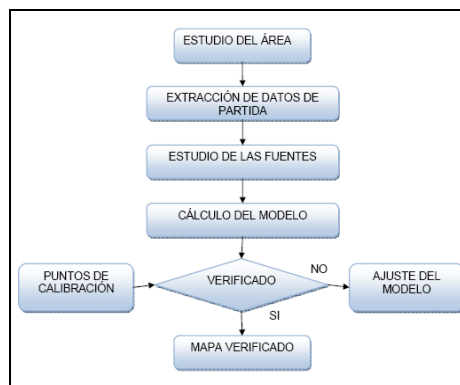 ESTUDIO DEL ÁREA
EXTRACCIÓN DE DATOS DE
PARTIDA
ESTUDIO DE LAS FUENTES
CÁLCULO DEL MODELO
PUNTOS DE
CALIBRACIÓN
VERIFICADO
NO
AJUSTE DEL
MODELO
SI
MAPA VERIFICADO